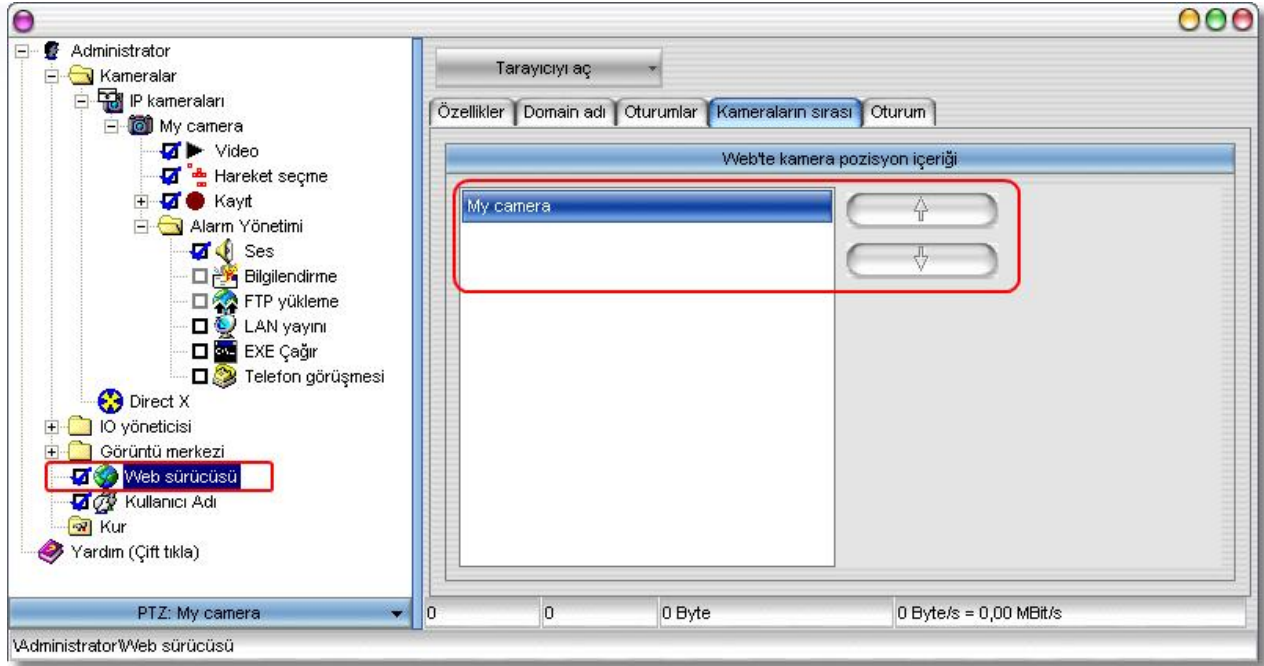 Administrator
Kameralar
IP kameraları
My camera
Video
Hareket seçme
Kayıt
Alarm Yönetimi
Ses
Bilgilendirme
FTP yükleme
LAN yayını
EXE Çağır
Telefon görüşmesi
Direct X
IO yöneticisi
Görüntü merkezi
Web sürücüsü
Kullanıcı Adı
Kur
Yardım (Çift tıkla)
PTZ: My camera
Tarayıcıyı aç
Özellikler Domain adı Oturumlar Kameraların sırası Oturum
Web'te kamera pozisyon içeriği
My camera
0 0 0 Byte 0 Byte/s = 0,00 MBit/s
\Administrator\Web sürücüsü